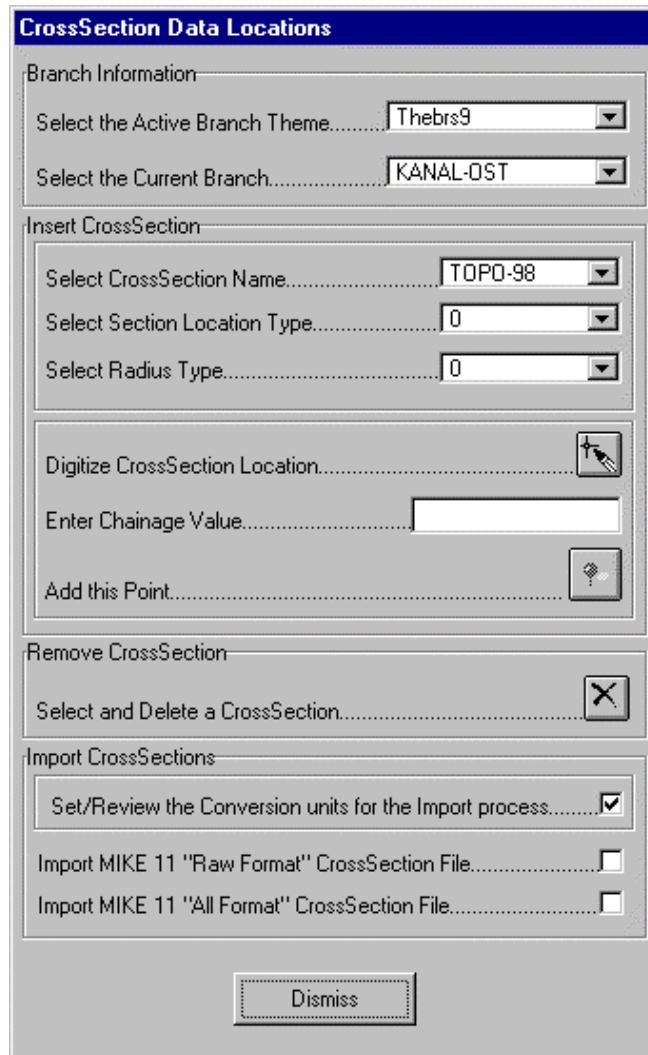 CrossSection Data Locations
Branch Information
Select the Active Branch Theme........ Thebrs9
Select the Current Branch................... KANAL-OST
Insert CrossSection
Select CrossSection Name........................... TOPO-98
Select Section Location Type...................... 0
Select Radius Type...................................... 0
Digitize CrossSection Location...............................................
Enter Chainage Value...............................
Add this Point.......................................................................
Remove CrossSection
Select and Delete a CrossSection...........................................
Import CrossSections
Set/Review the Conversion units for the Import process.........
Import MIKE 11 "Raw Format" CrossSection File.......................
Import MIKE 11 "All Format" CrossSection File...........................
Dismiss